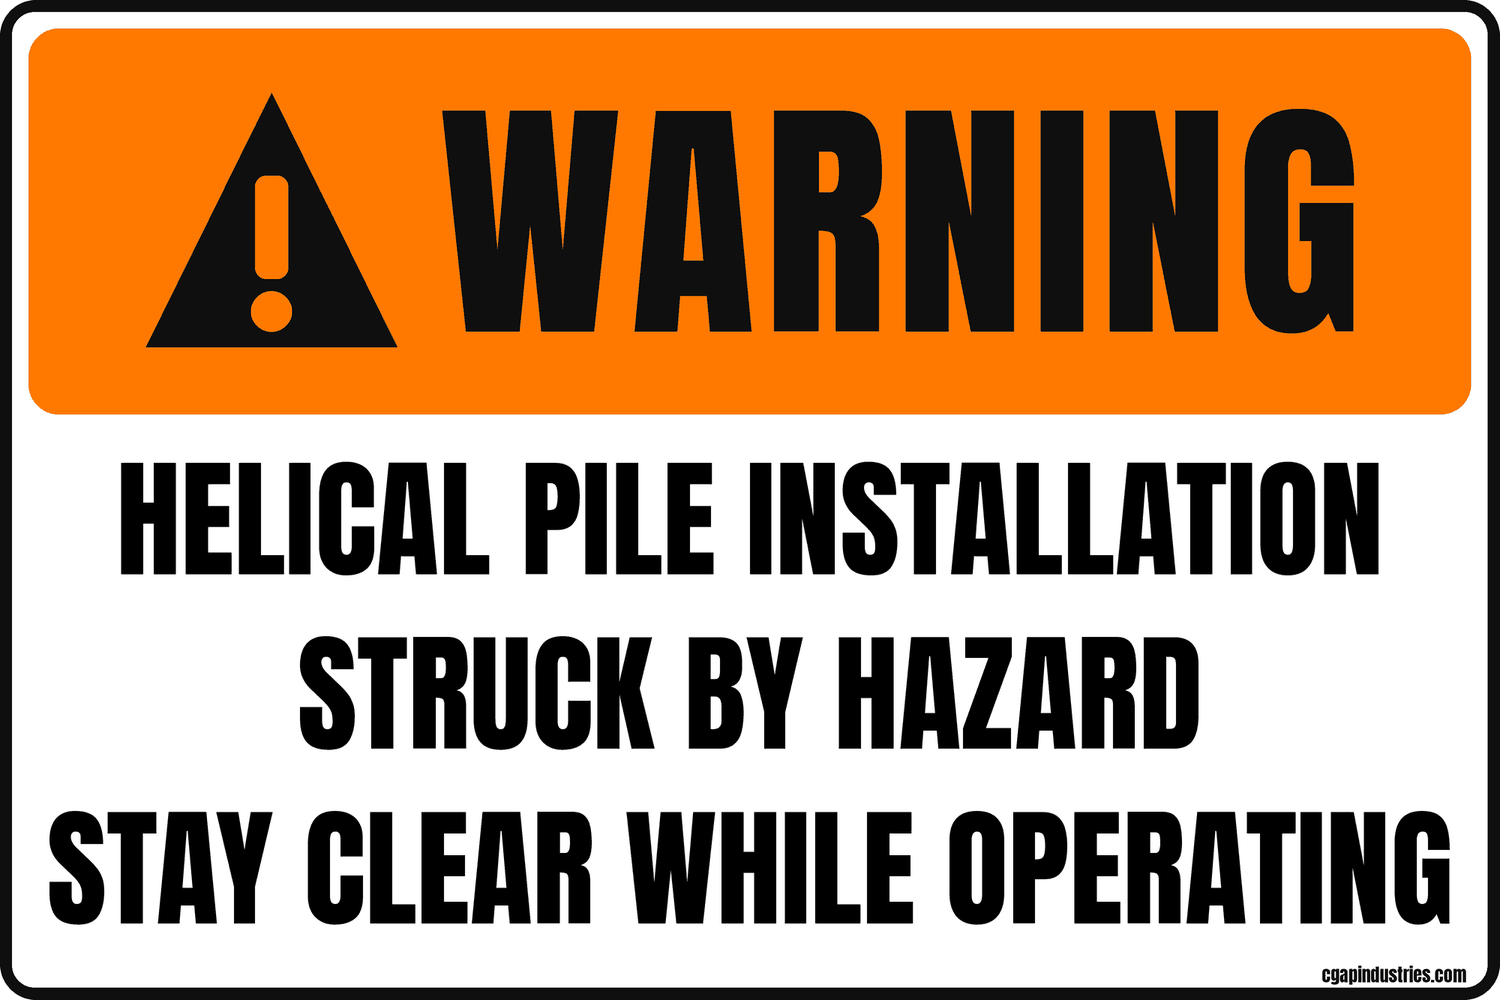 WARNING
HELICAL PILE INSTALLATION
STRUCK BY HAZARD
STAY CLEAR WHILE OPERATING
cgapindustries.com